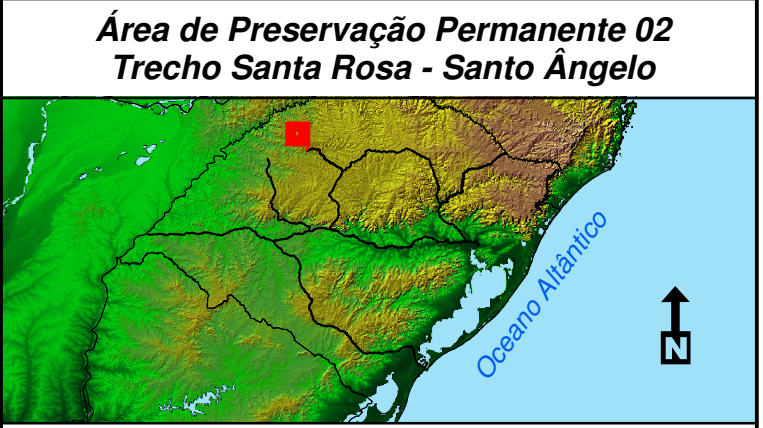 Área de Preservação Permanente 02
Trecho Santa Rosa - Santo Ângelo
Oceano Altântico
N